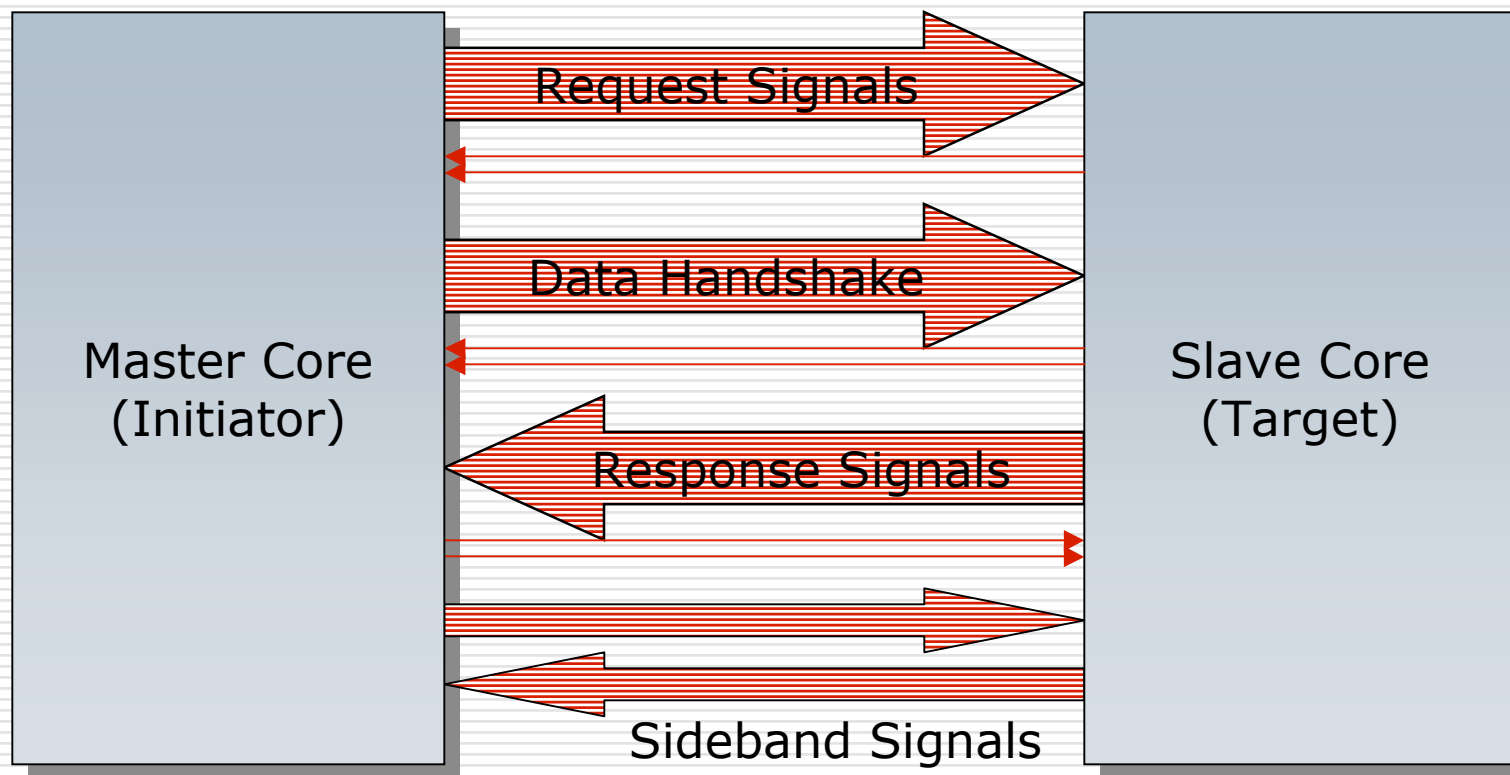 Request Signals
Data Handshake
Master Core
(Initiator)
Slave Core
(Target)
Response Signals
Sideband Signals